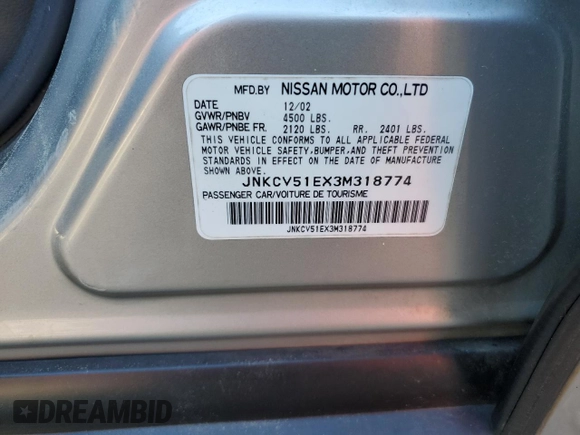 MFD.BY NISSAN MOTOR CO.,LTD
DATE 12/02
GVWR/PNBV 4500 LBS.
GAWR/PNBE FR. 2120 LBS. RR. 2401 LBS.
THIS VEHICLE CONFORMS TO ALL APPLICABLE FEDERAL
MOTOR VEHICLE SAFETY,BUMPER,AND THEFT PREVENTION
STANDARDS IN EFFECT ON THE DATE OF MANUFACTURE
SHOWN ABOVE.
JNKCV51EX3M318774
PASSENGER CAR/VOITURE DE TOURISME
JNKCV51EX3M318774
DREAMBID